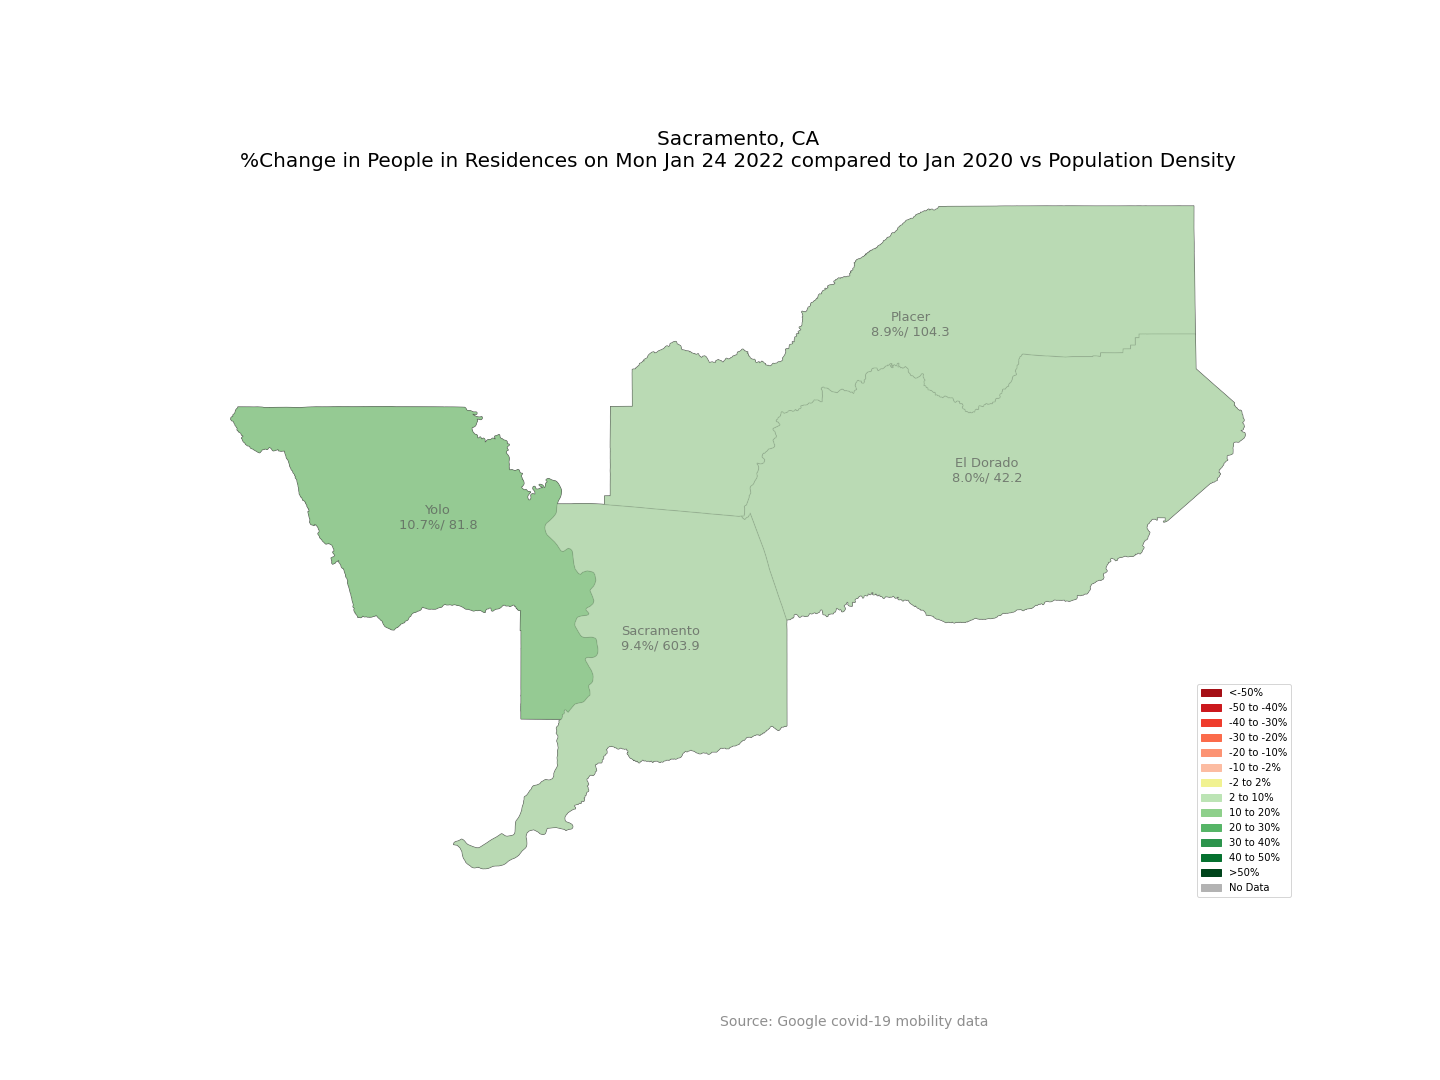 Sacramento, CA
%Change in People in Residences on Mon Jan 24 2022 compared to Jan 2020 vs Population Density
Placer
8.9%/ 104.3
El Dorado
8.0%/ 42.2
Yolo
10.7%/ 81.8
Sacramento
9.4%/ 603.9
<-50%
-50 to -40%
-40 to -30%
-30 to -20%
-20 to -10%
-10 to -2%
-2 to 2%
2 to 10%
10 to 20%
20 to 30%
30 to 40%
40 to 50%
>50%
No Data
Source: Google covid-19 mobility data